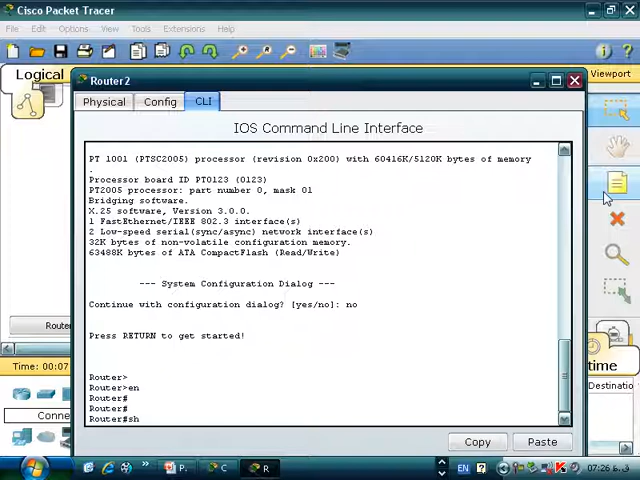 Cisco Packet Tracer
File Edit Options View Tools Extensions Help
Logical
Viewport
Router2
Physical Config CLI
IOS Command Line Interface
PT 1001 (PTSC2005) processor (revision 0x200) with 60416K/5120K bytes of memory
.
Processor board ID PT0123 (0123)
PT2005 processor: part number 0, mask 01
Bridging software.
X.25 software, Version 3.0.0.
1 FastEthernet/IEEE 802.3 interface(s)
2 Low-speed serial(sync/async) network interface(s)
32K bytes of non-volatile configuration memory.
63488K bytes of ATA CompactFlash (Read/Write)
--- System Configuration Dialog ---
Continue with configuration dialog? [yes/no]: no
Press RETURN to get started!
Router>
Router>en
Router#
Router#
Router#sh
Copy Paste
Router
Time: 00:07
time
Destinatio
Conne
P. C R
EN
07:26 ق.ظ